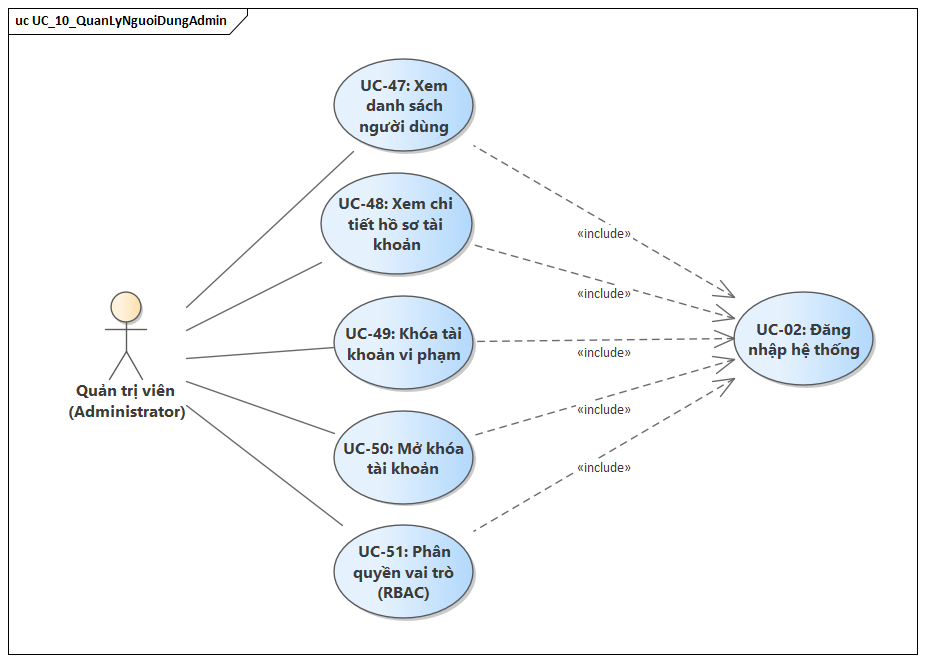 uc UC_10_QuanLyNguoiDungAdmin
UC-47: Xem
danh sách
người dùng
UC-48: Xem chi
tiết hồ sơ tài
khoản
UC-49: Khóa tài
khoản vi phạm
UC-50: Mở khóa
tài khoản
UC-51: Phân
quyền vai trò
(RBAC)
Quản trị viên
(Administrator)
«include»
«include»
«include»
«include»
«include»
UC-02: Đăng
nhập hệ thống